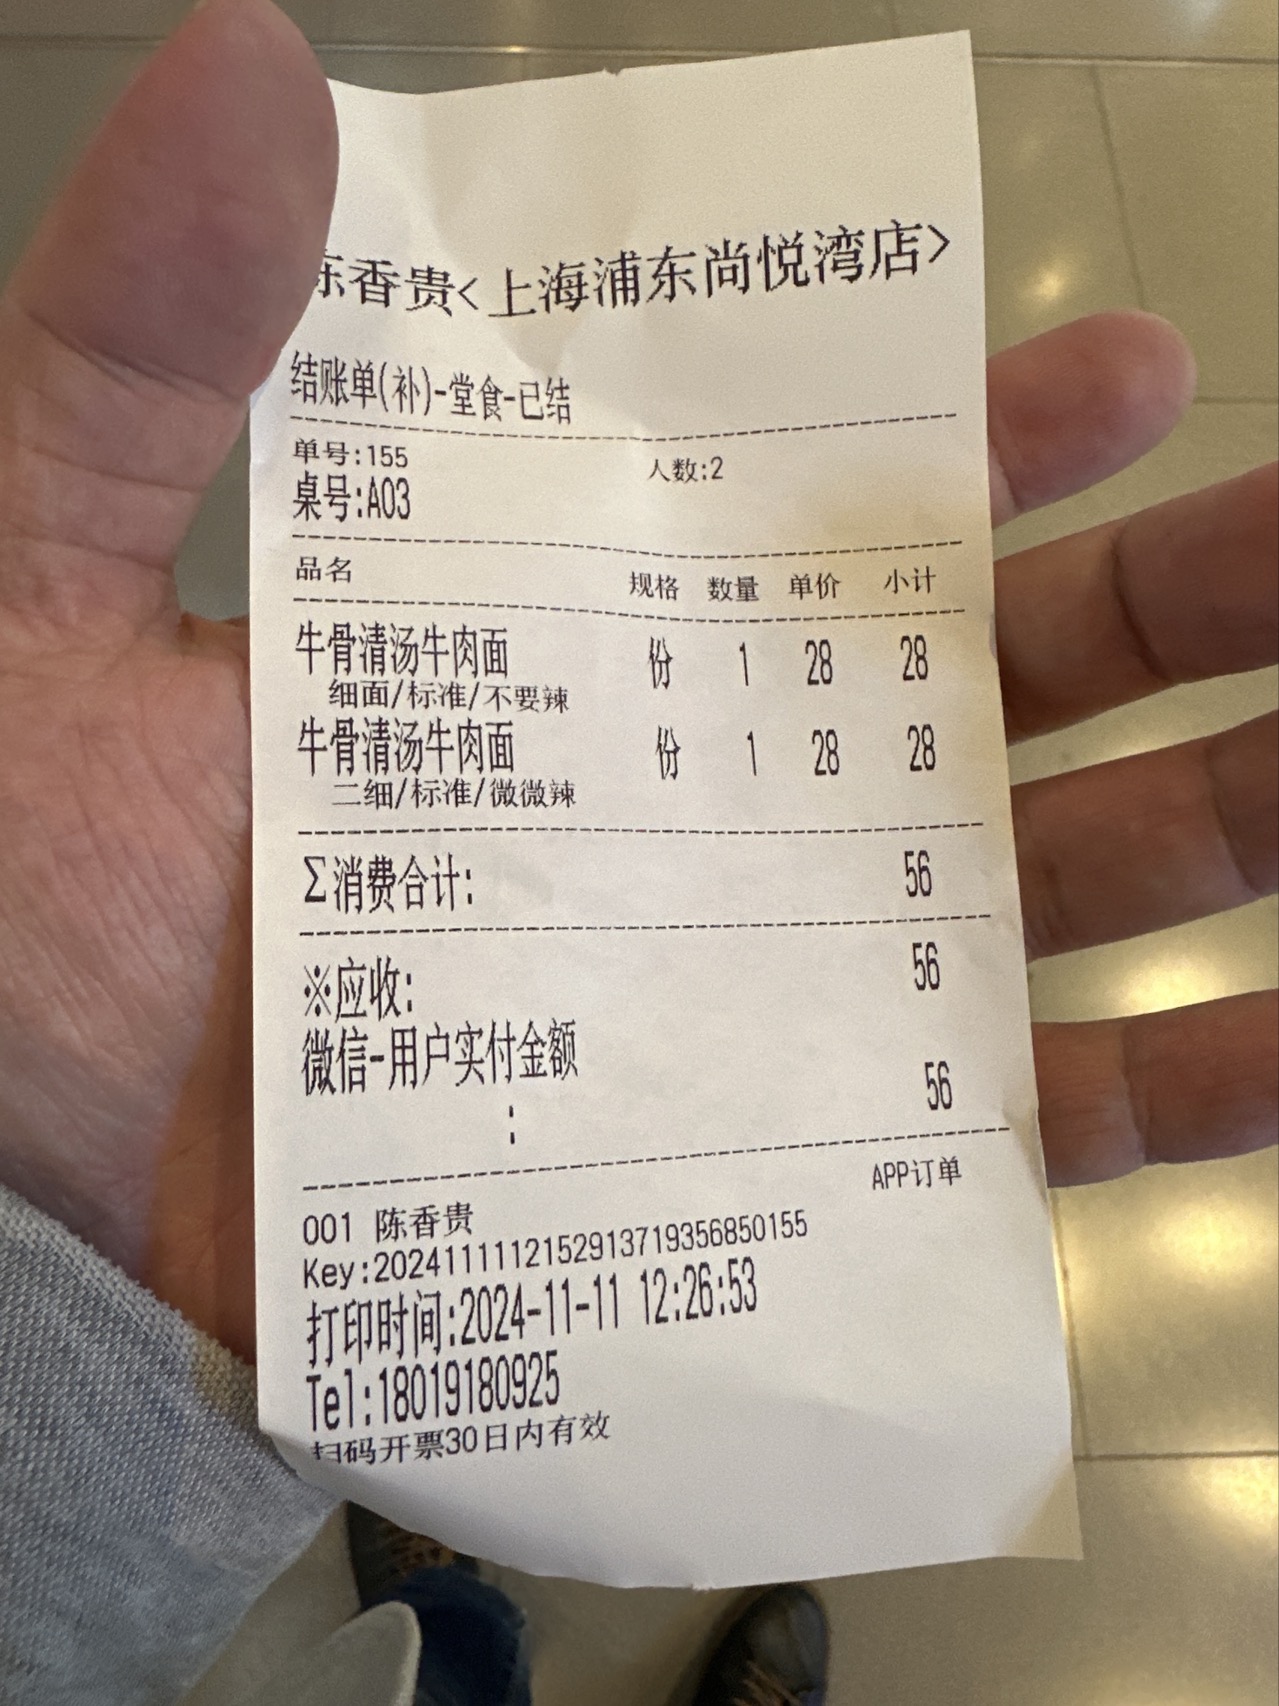 陈香贵<上海浦东尚悦湾店>
结账单(补)-堂食-已结
单号:155 人数:2
桌号:A03
品名 规格 数量 单价 小计
牛骨清汤牛肉面 份 1 28 28
细面/标准/不要辣
牛骨清汤牛肉面 份 1 28 28
二细/标准/微微辣
Σ消费合计: 56
※应收: 56
微信-用户实付金额
: 56
APP订单
001 陈香贵
Key:2024111112152913719356850155
打印时间:2024-11-11 12:26:53
Tel:18019180925
扫码开票30日内有效